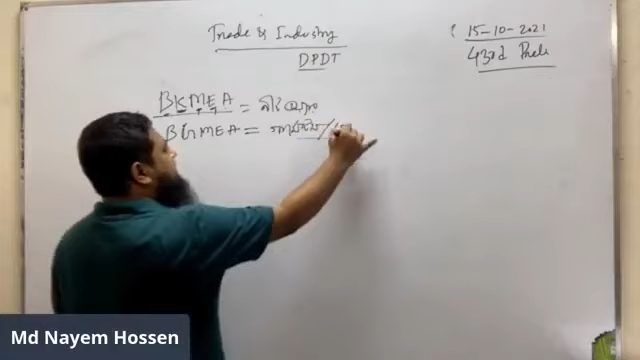 Trade & Industry
DPDT
15-10-2021
43rd Preli
BKMEA = নীটওয়্যার
BGMEA =
Md Nayem Hossen